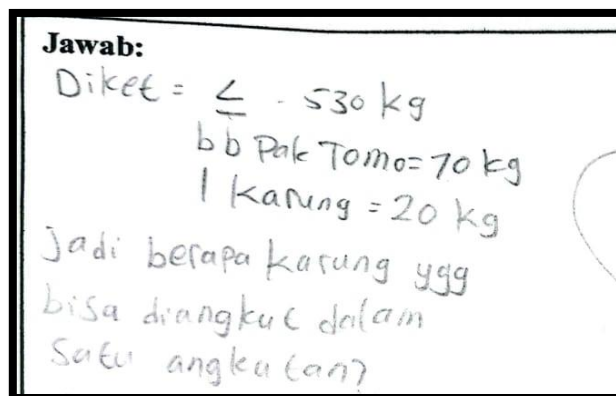 Jawab:
Diket = ≤ - 530 kg
bb Pak Tomo = 70 kg
1 Karung = 20 kg
Jadi berapa karung ygg
bisa diangkut dalam
Satu angkutan?